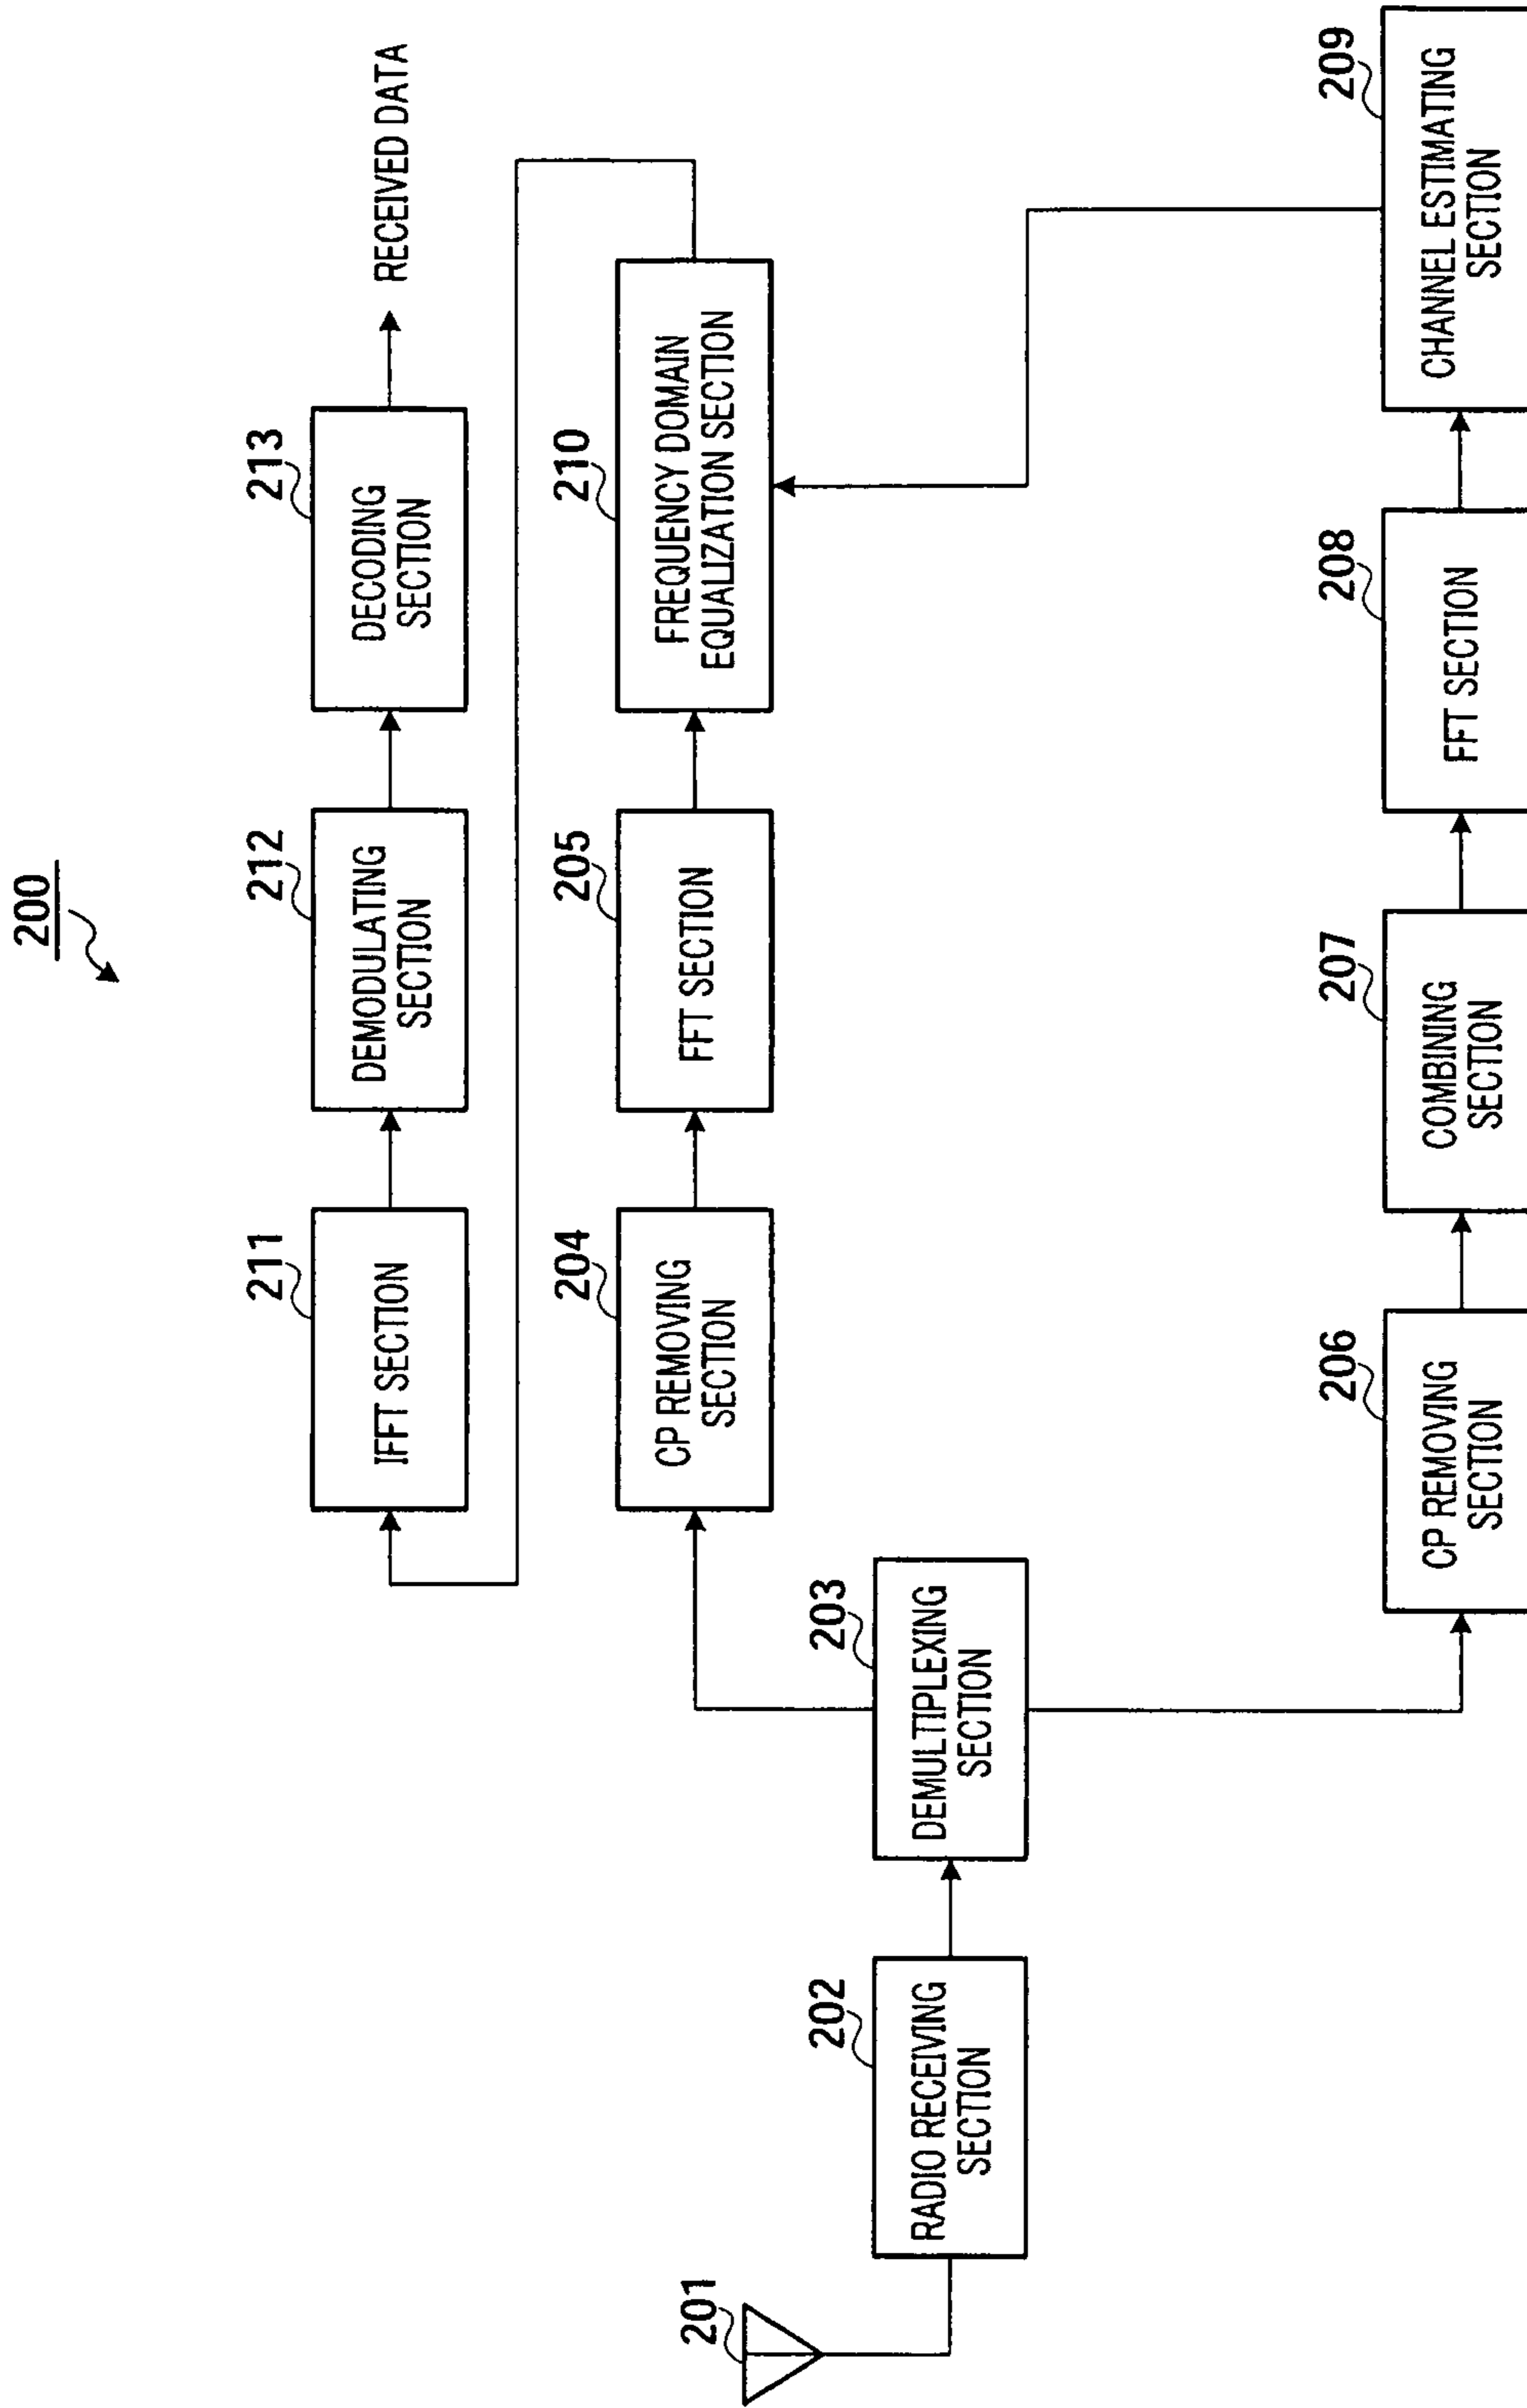 200
211
IFFT SECTION
212
DEMODULATING
SECTION
213
DECODING
SECTION
RECEIVED DATA
204
CP REMOVING
SECTION
205
FFT SECTION
210
FREQUENCY DOMAIN
EQUALIZATION SECTION
201
202
RADIO RECEIVING
SECTION
203
DEMULTIPLEXING
SECTION
206
CP REMOVING
SECTION
207
COMBINING
SECTION
208
FFT SECTION
209
CHANNEL ESTIMATING
SECTION